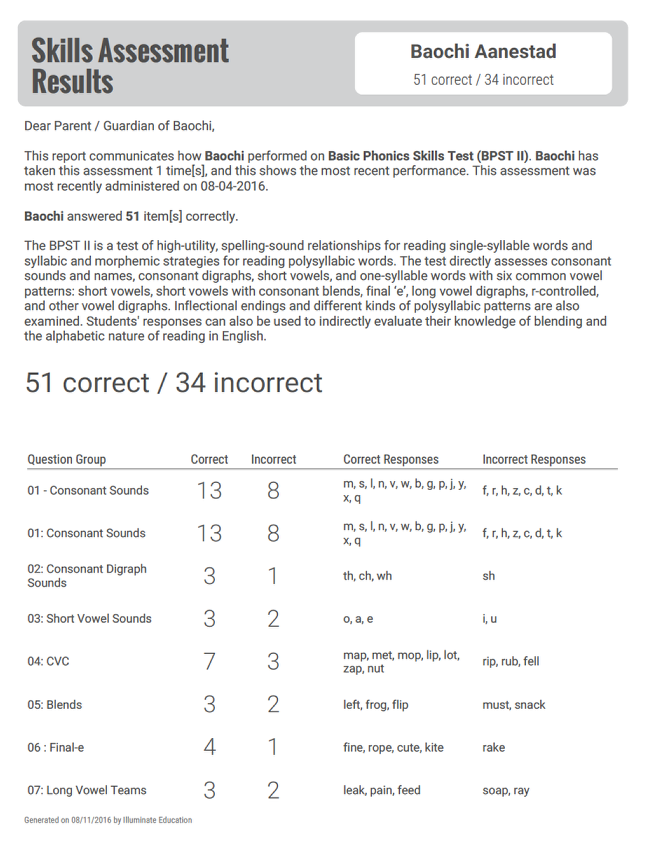 Skills Assessment
Results
Baochi Aanestad
51 correct / 34 incorrect
Dear Parent / Guardian of Baochi,
This report communicates how Baochi performed on Basic Phonics Skills Test (BPST II). Baochi has
taken this assessment 1 time[s], and this shows the most recent performance. This assessment was
most recently administered on 08-04-2016.
Baochi answered 51 item[s] correctly.
The BPST II is a test of high-utility, spelling-sound relationships for reading single-syllable words and
syllabic and morphemic strategies for reading polysyllabic words. The test directly assesses consonant
sounds and names, consonant digraphs, short vowels, and one-syllable words with six common vowel
patterns: short vowels, short vowels with consonant blends, final ‘e’, long vowel digraphs, r-controlled,
and other vowel digraphs. Inflectional endings and different kinds of polysyllabic patterns are also
examined. Students' responses can also be used to indirectly evaluate their knowledge of blending and
the alphabetic nature of reading in English.
51 correct / 34 incorrect
Question Group Correct Incorrect Correct Responses Incorrect Responses
01 - Consonant Sounds 13 8 m, s, l, n, v, w, b, g, p, j, y, f, r, h, z, c, d, t, k
x, q
01: Consonant Sounds 13 8 m, s, l, n, v, w, b, g, p, j, y, f, r, h, z, c, d, t, k
x, q
02: Consonant Digraph
Sounds 3 1 th, ch, wh sh
03: Short Vowel Sounds 3 2 o, a, e i, u
04: CVC 7 3 map, met, mop, lip, lot, rip, rub, fell
zap, nut
05: Blends 3 2 left, frog, flip must, snack
06 : Final-e 4 1 fine, rope, cute, kite rake
07: Long Vowel Teams 3 2 leak, pain, feed soap, ray
Generated on 08/11/2016 by Illuminate Education